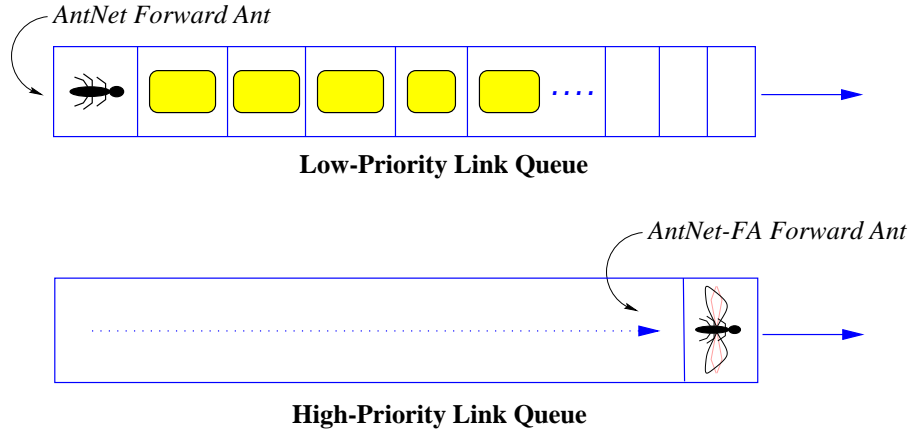 AntNet Forward Ant
Low-Priority Link Queue
AntNet-FA Forward Ant
High-Priority Link Queue